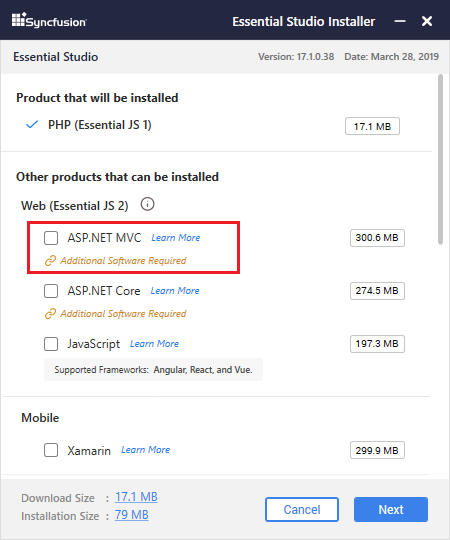 Syncfusion Essential Studio Installer
Essential Studio Version: 17.1.0.38 Date: March 28, 2019
Product that will be installed
PHP (Essential JS 1) 17.1 MB
Other products that can be installed
Web (Essential JS 2)
ASP.NET MVC Learn More 300.6 MB
Additional Software Required
ASP.NET Core Learn More 274.5 MB
Additional Software Required
JavaScript Learn More 197.3 MB
Supported Frameworks: Angular, React, and Vue.
Mobile
Xamarin Learn More 299.9 MB
Download Size : 17.1 MB
Installation Size : 79 MB
Cancel Next